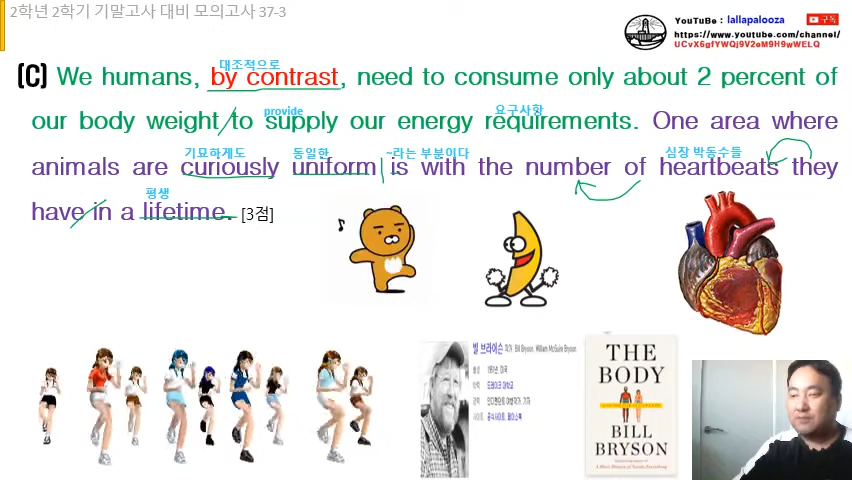 2학년 2학기 기말고사 대비 모의고사 37-3
YouTuBe : lallapalooza
구독
https://www.youtube.com/channel/
UCvX6gfYWQj9V2eM9H9wWELQ
대조적으로
(C) We humans, by contrast, need to consume only about 2 percent of
provide 요구사항
our body weight to supply our energy requirements. One area where
기묘하게도 동일한 ~라는 부분이다 심장 박동수들
animals are curiously uniform is with the number of heartbeats they
평생
have in a lifetime. [3점]
빌 브라이슨 Bill Bryson, William McGuire Bryson
THE
BODY
BILL
BRYSON